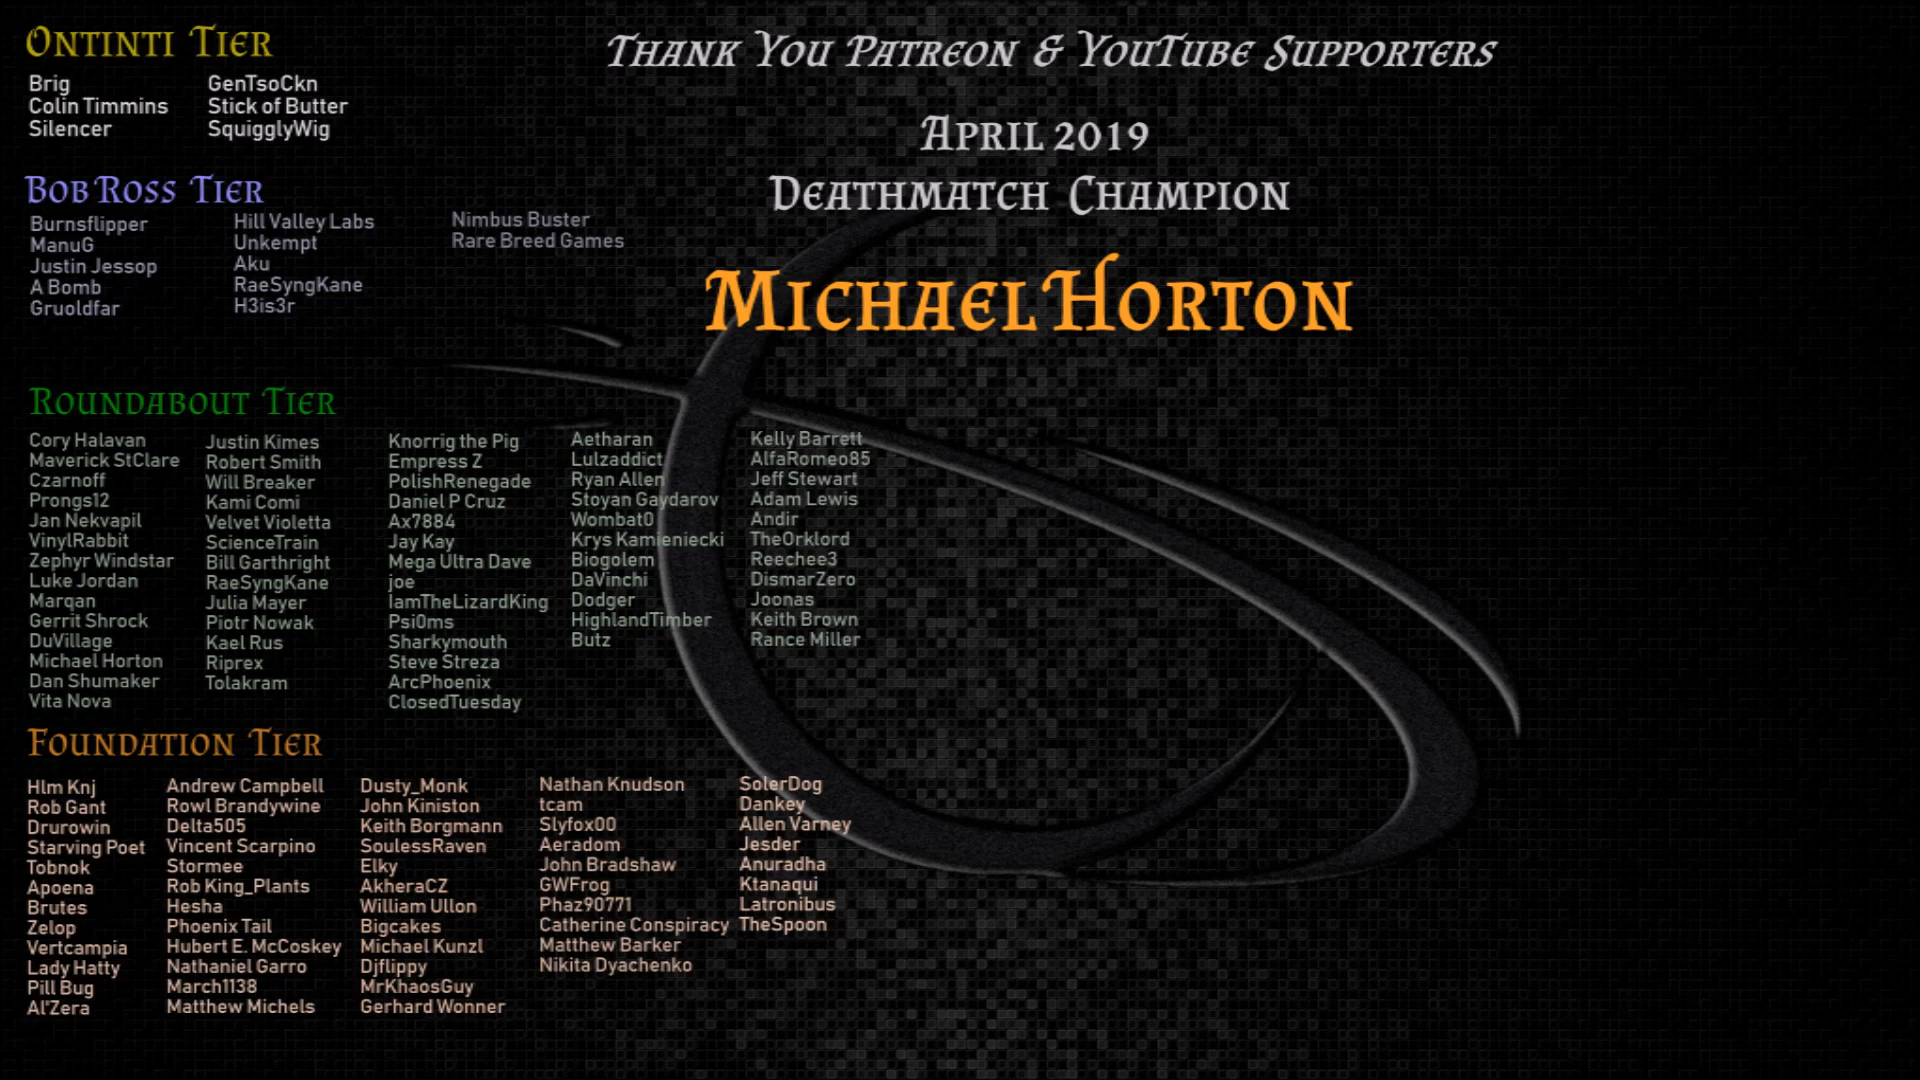 Thank You Patreon & YouTube Supporters
April 2019
Deathmatch Champion
Michael Horton
Ontinti Tier
Brig
Colin Timmins
Silencer
GenTsoCkn
Stick of Butter
SquigglyWig
Bob Ross Tier
Burnsflipper
ManuG
Justin Jessop
A Bomb
Gruoldfar
Hill Valley Labs
Unkempt
Aku
RaeSyngKane
H3is3r
Nimbus Buster
Rare Breed Games
Roundabout Tier
Cory Halavan
Maverick StClare
Czarnoff
Prongs12
Jan Nekvapil
VinylRabbit
Zephyr Windstar
Luke Jordan
Marqan
Gerrit Shrock
DuVillage
Michael Horton
Dan Shumaker
Vita Nova
Justin Kimes
Robert Smith
Will Breaker
Kami Comi
Velvet Violetta
ScienceTrain
Bill Garthright
RaeSyngKane
Julia Mayer
Piotr Nowak
Kael Rus
Riprex
Tolakram
Knorrig the Pig
Empress Z
PolishRenegade
Daniel P Cruz
Ax7884
Jay Kay
Mega Ultra Dave
joe
IamTheLizardKing
Psi0ms
Sharkymouth
Steve Streza
ArcPhoenix
ClosedTuesday
Aetharan
Lulzaddict
Ryan Allen
Stoyan Gaydarov
Wombat0
Krys Kamieniecki
Biogolem
DaVinchi
Dodger
HighlandTimber
Butz
Kelly Barrett
AlfaRomeo85
Jeff Stewart
Adam Lewis
Andir
TheOrklord
Reechee3
DismarZero
Joonas
Keith Brown
Rance Miller
Foundation Tier
Hlm Knj
Rob Gant
Drurowin
Starving Poet
Tobnok
Apoena
Brutes
Zelop
Vertcampia
Lady Hatty
Pill Bug
Al'Zera
Andrew Campbell
Rowl Brandywine
Delta505
Vincent Scarpino
Stormee
Rob King_Plants
Hesha
Phoenix Tail
Hubert E. McCoskey
Nathaniel Garro
March1138
Matthew Michels
Dusty_Monk
John Kiniston
Keith Borgmann
SoulessRaven
Elky
AkheraCZ
William Ullon
Bigcakes
Michael Kunzl
Djflippy
MrKhaosGuy
Gerhard Wonner
Nathan Knudson
tcam
Slyfox00
Aeradom
John Bradshaw
GWFrog
Phaz90771
Catherine Conspiracy
Matthew Barker
Nikita Dyachenko
SolerDog
Dankey
Allen Varney
Jesder
Anuradha
Ktanaqui
Latronibus
TheSpoon